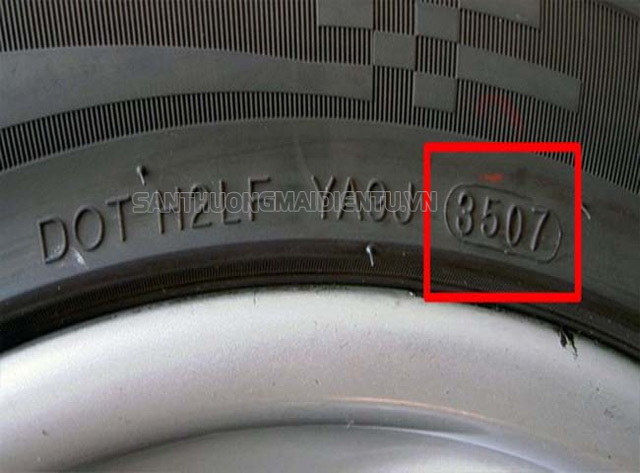 DOT H2LF YA9J 3507
SANTHUONGMAIDIENTU.VN